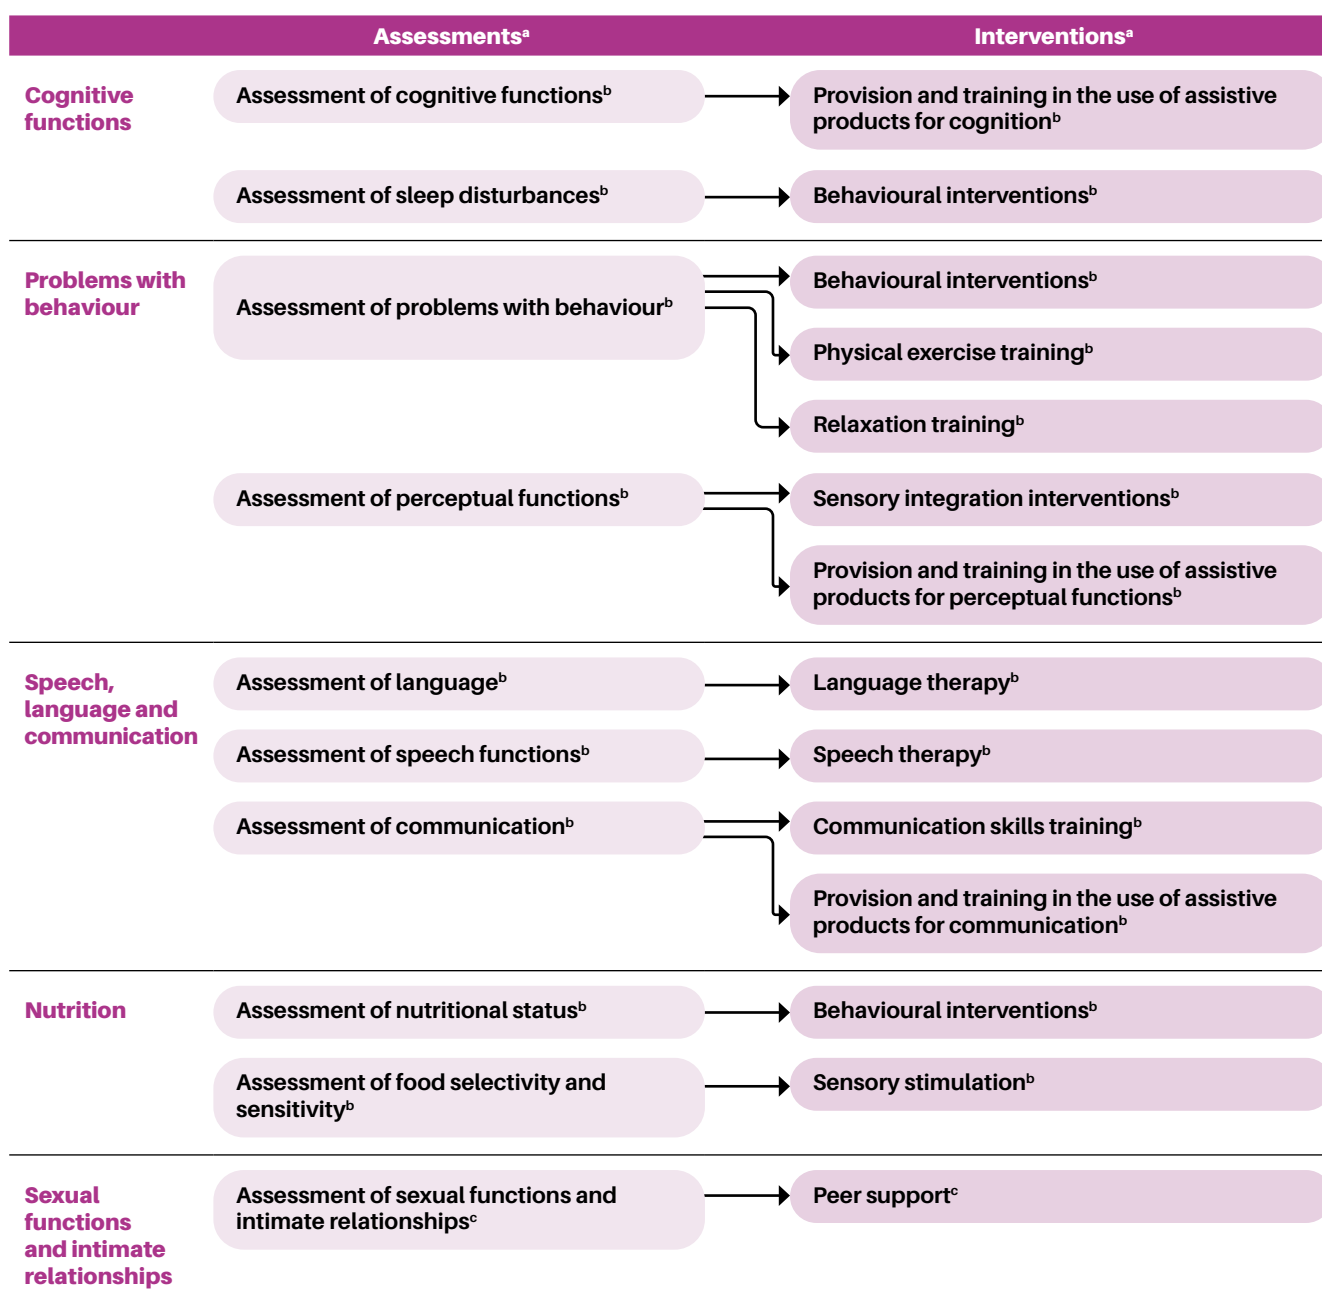 Assessmentsᵃ
Interventionsᵃ
Cognitive
functions
Assessment of cognitive functionsᵇ
Provision and training in the use of assistive
products for cognitionᵇ
Assessment of sleep disturbancesᵇ
Behavioural interventionsᵇ
Problems with
behaviour
Assessment of problems with behaviourᵇ
Behavioural interventionsᵇ
Physical exercise trainingᵇ
Relaxation trainingᵇ
Assessment of perceptual functionsᵇ
Sensory integration interventionsᵇ
Provision and training in the use of assistive
products for perceptual functionsᵇ
Speech,
language and
communication
Assessment of languageᵇ
Language therapyᵇ
Assessment of speech functionsᵇ
Speech therapyᵇ
Assessment of communicationᵇ
Communication skills trainingᵇ
Provision and training in the use of assistive
products for communicationᵇ
Nutrition
Assessment of nutritional statusᵇ
Behavioural interventionsᵇ
Assessment of food selectivity and
sensitivityᵇ
Sensory stimulationᵇ
Sexual
functions
and intimate
relationships
Assessment of sexual functions and
intimate relationshipsᶜ
Peer supportᶜ